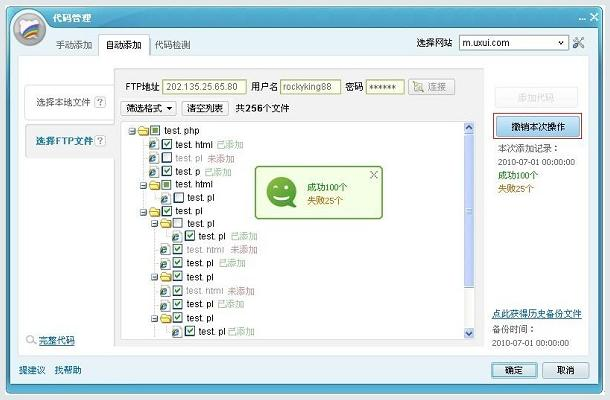 代码管理
手动添加 自动添加 代码检测 选择网站 m.uxui.com
FTP地址 202.135.25.65.80 用户名 rockyking88 密码 ****** 连接
添加代码
选择本地文件 ?
筛选格式 清空列表 共256个文件
撤销本次操作
选择FTP文件 ?
test. php
test. html 已添加
test. pl 未添加
test. p 已添加
test. html
test. pl
test. pl
test. pl
test. pl 已添加
test. html 未添加
test. pl 已添加
test. pl
test. html 未添加
test. pl 已添加
test. pl
test. pl 已添加
成功100个
失败25个
本次添加记录：
2010-07-01 00:00:00
成功100个
失败25个
点此获得历史备份文件
备份时间：
2010-07-01 00:00:00
完整代码
提建议 找帮助 确定 取消